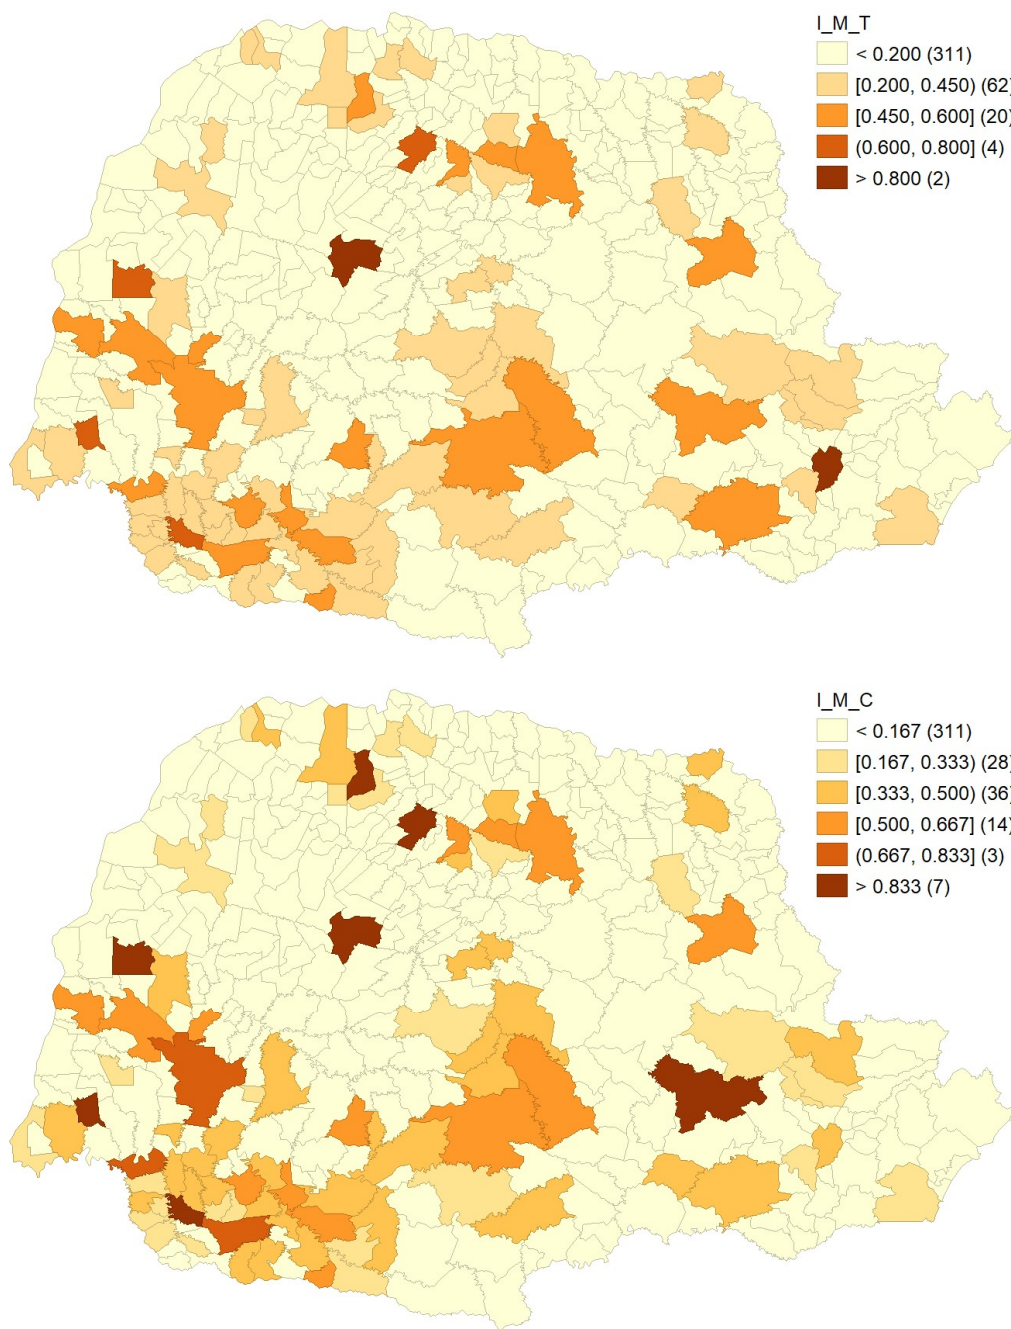 I_M_T
< 0.200 (311)
[0.200, 0.450) (62)
[0.450, 0.600] (20)
(0.600, 0.800] (4)
> 0.800 (2)
I_M_C
< 0.167 (311)
[0.167, 0.333) (28)
[0.333, 0.500) (36)
[0.500, 0.667] (14)
(0.667, 0.833] (3)
> 0.833 (7)